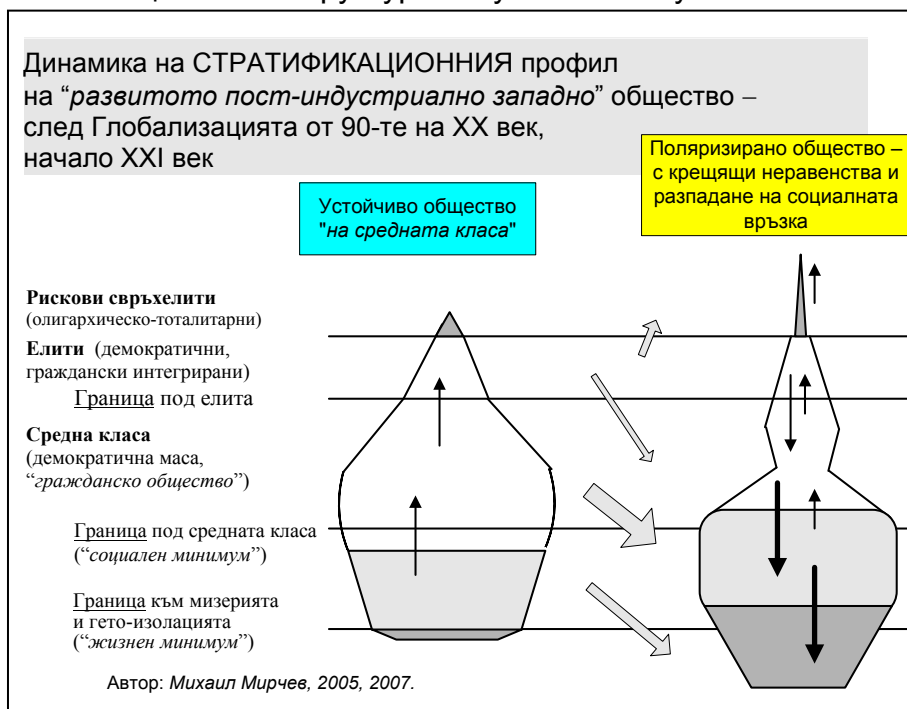 Динамика на СТРАТИФИКАЦИОННИЯ профил
на “развитото пост-индустриално западно” общество –
след Глобализацията от 90-те на XX век,
начало XXI век
Поляризирано общество –
с крещящи неравенства и
разпадане на социалната
връзка
Устойчиво общество
"на средната класа"
Рискови свръхелити
(олигархическо-тоталитарни)
Елити (демократични,
граждански интегрирани)
Граница под елита
Средна класа
(демократична маса,
“гражданско общество”)
Граница под средната класа
(“социален минимум”)
Граница към мизерията
и гето-изолацията
(“жизнен минимум”)
Автор: Михаил Мирчев, 2005, 2007.